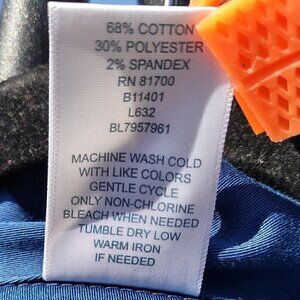 68% COTTON
30% POLYESTER
2% SPANDEX
RN 81700
B11401
L632
BL7957961
MACHINE WASH COLD
WITH LIKE COLORS
GENTLE CYCLE
ONLY NON-CHLORINE
BLEACH WHEN NEEDED
TUMBLE DRY LOW
WARM IRON
IF NEEDED